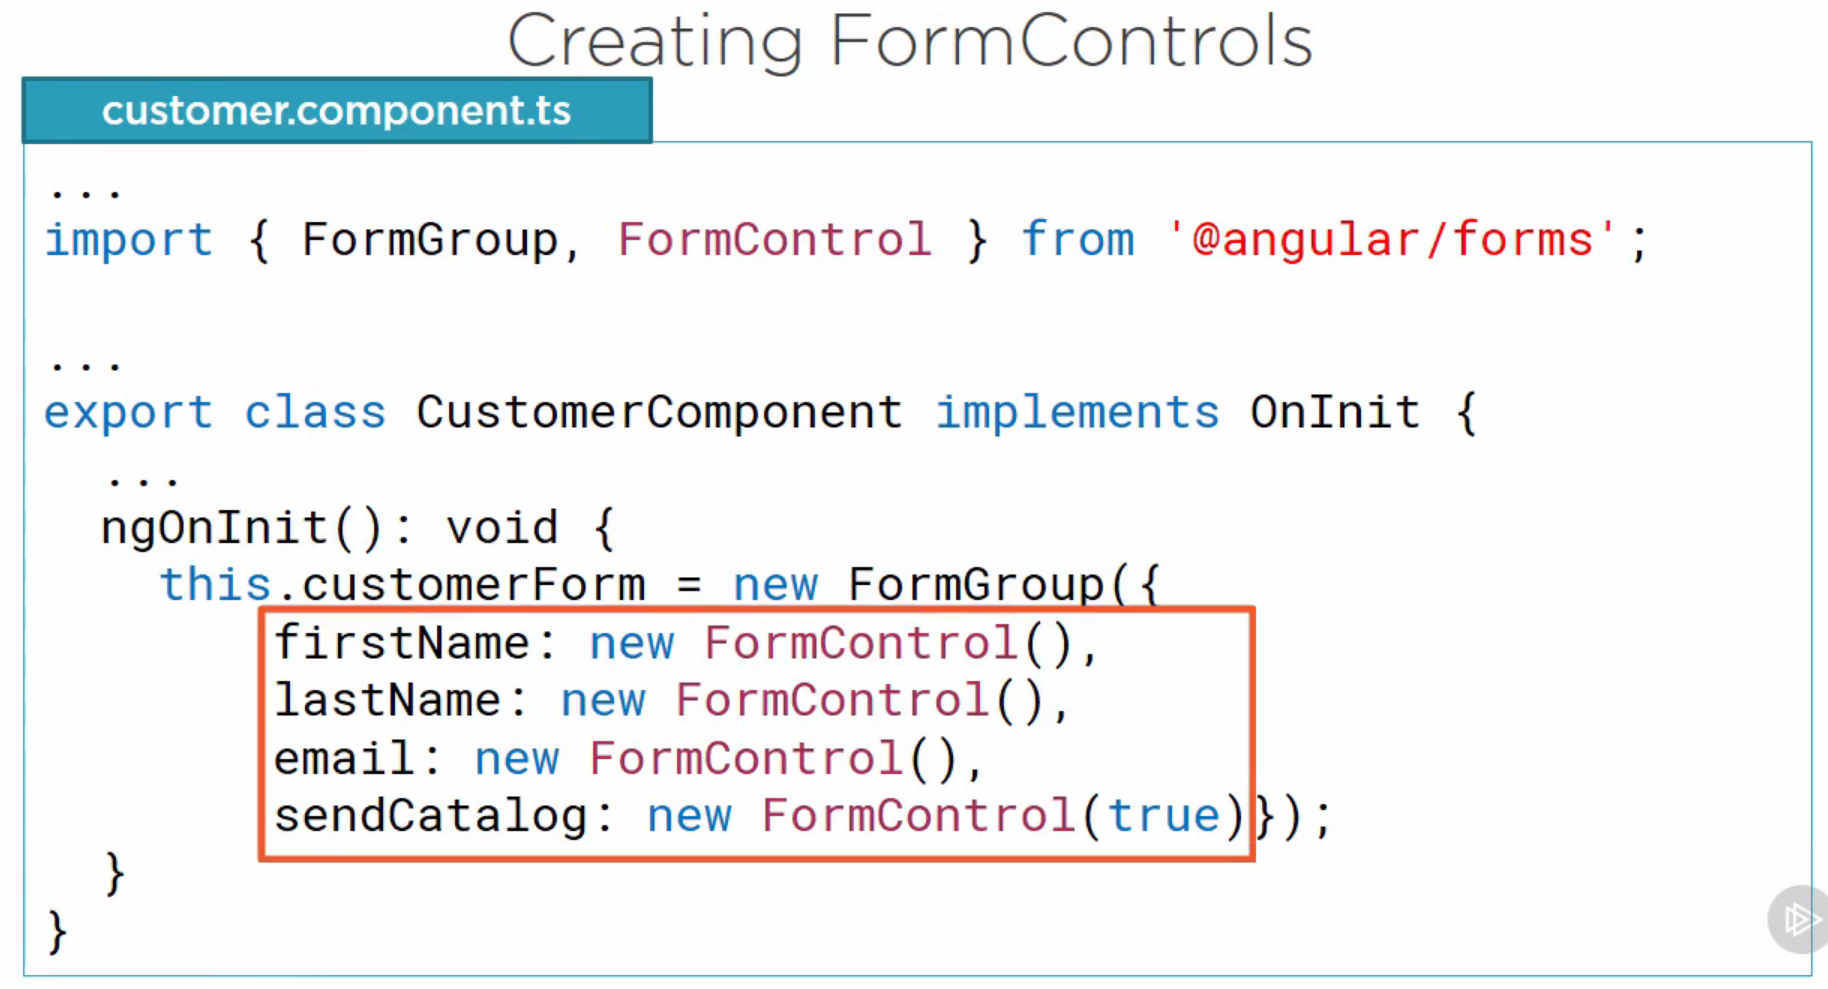 Creating FormControls
customer.component.ts
...
import { FormGroup, FormControl } from '@angular/forms';
...
export class CustomerComponent implements OnInit {
...
ngOnInit(): void {
this.customerForm = new FormGroup({
firstName: new FormControl(),
lastName: new FormControl(),
email: new FormControl(),
sendCatalog: new FormControl(true)});
}
}